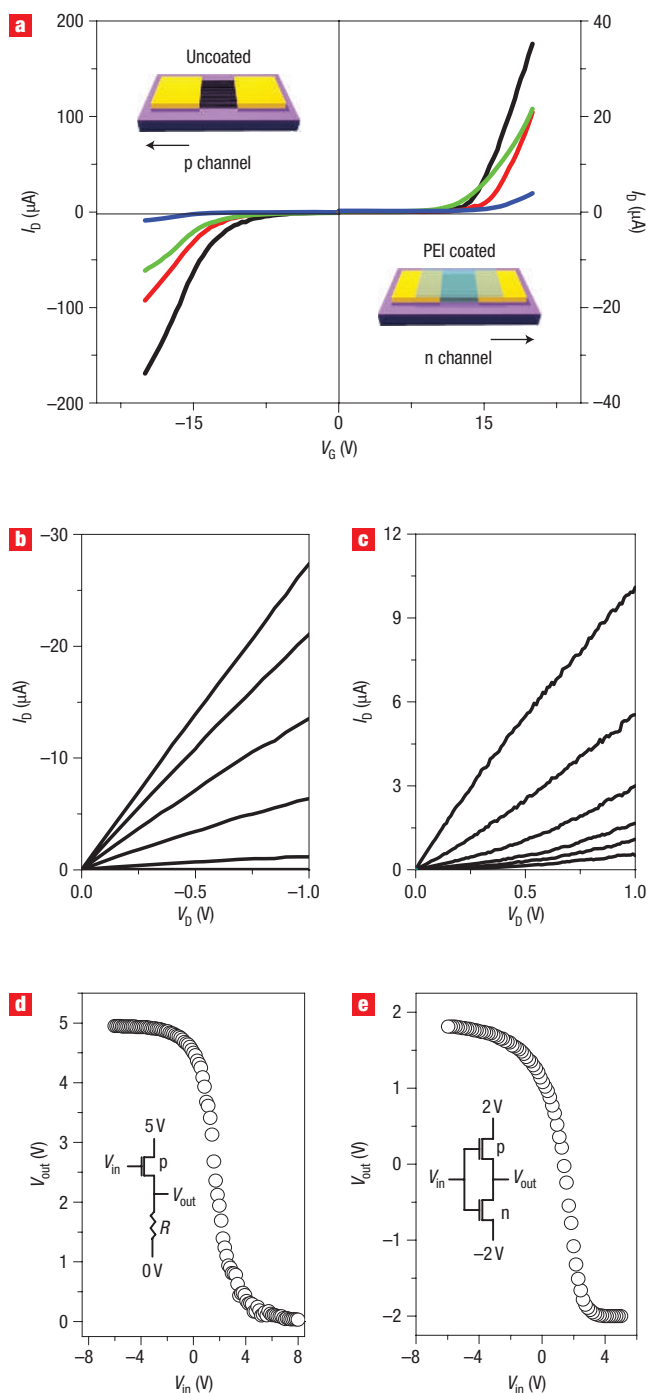 a
200
100
0
−100
−200
I_D (μA)
40
20
0
−20
−40
I_D (μA)
Uncoated
p channel
PEI coated
n channel
−15
0
15
V_G (V)
b
−30
−20
−10
0
I_D (μA)
0.0
−0.5
−1.0
V_D (V)
c
12
9
6
3
0
I_D (μA)
0.0
0.5
1.0
V_D (V)
d
5
4
3
2
1
0
V_out (V)
5 V
V_in
p
V_out
R
0 V
−8
−4
0
4
8
V_in (V)
e
2
1
0
−1
−2
V_out (V)
2 V
p
V_in
V_out
n
−2 V
−8
−4
0
4
V_in (V)